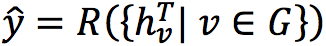 ŷ = R({h_v^T | v ∈ G})